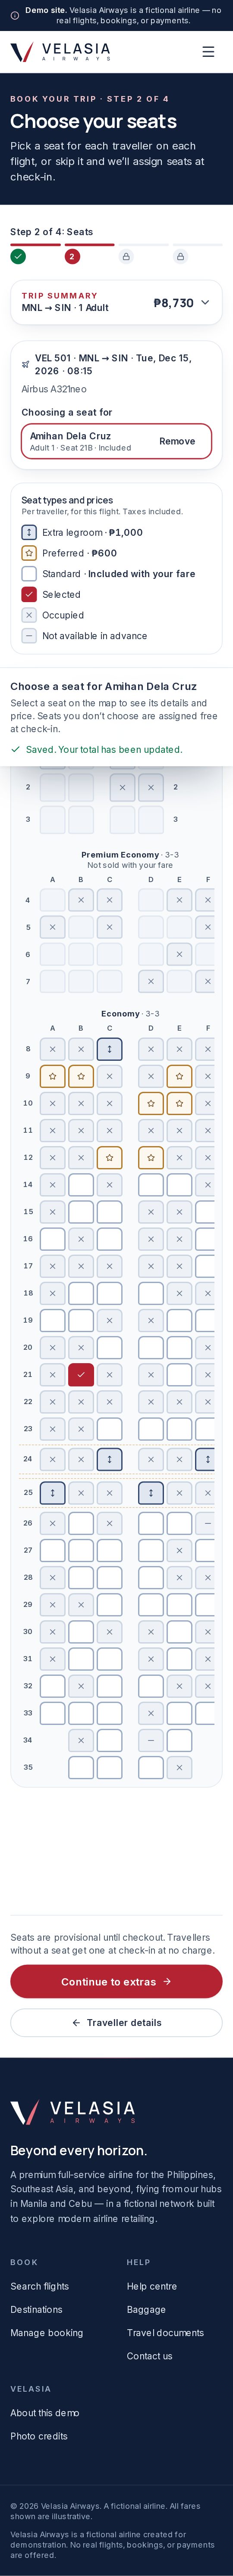 Demo site. Velasia Airways is a fictional airline — no
real flights, bookings, or payments.
VELASIA
AIRWAYS
BOOK YOUR TRIP · STEP 2 OF 4
Choose your seats
Pick a seat for each traveller on each
flight, or skip it and we’ll assign seats at
check-in.
Step 2 of 4: Seats
2
TRIP SUMMARY
MNL → SIN · 1 Adult
₱8,730
VEL 501 · MNL → SIN · Tue, Dec 15,
2026 · 08:15
Airbus A321neo
Choosing a seat for
Amihan Dela Cruz
Adult 1 · Seat 21B · Included
Remove
Seat types and prices
Per traveller, for this flight. Taxes included.
Extra legroom · ₱1,000
Preferred · ₱600
Standard · Included with your fare
Selected
Occupied
Not available in advance
Choose a seat for Amihan Dela Cruz
Select a seat on the map to see its details and
price. Seats you don’t choose are assigned free
at check-in.
Saved. Your total has been updated.
2 2
3 3
Premium Economy · 3-3
Not sold with your fare
A B C D E F
4
5
6
7
Economy · 3-3
A B C D E F
8
9
10
11
12
14
15
16
17
18
19
20
21
22
23
24
25
26
27
28
29
30
31
32
33
34
35
Seats are provisional until checkout. Travellers
without a seat get one at check-in at no charge.
Continue to extras →
← Traveller details
VELASIA
AIRWAYS
Beyond every horizon.
A premium full-service airline for the Philippines,
Southeast Asia, and beyond, flying from our hubs
in Manila and Cebu — in a fictional network built
to explore modern airline retailing.
BOOK
Search flights
Destinations
Manage booking
HELP
Help centre
Baggage
Travel documents
Contact us
VELASIA
About this demo
Photo credits
© 2026 Velasia Airways. A fictional airline. All fares
shown are illustrative.
Velasia Airways is a fictional airline created for
demonstration. No real flights, bookings, or payments
are offered.